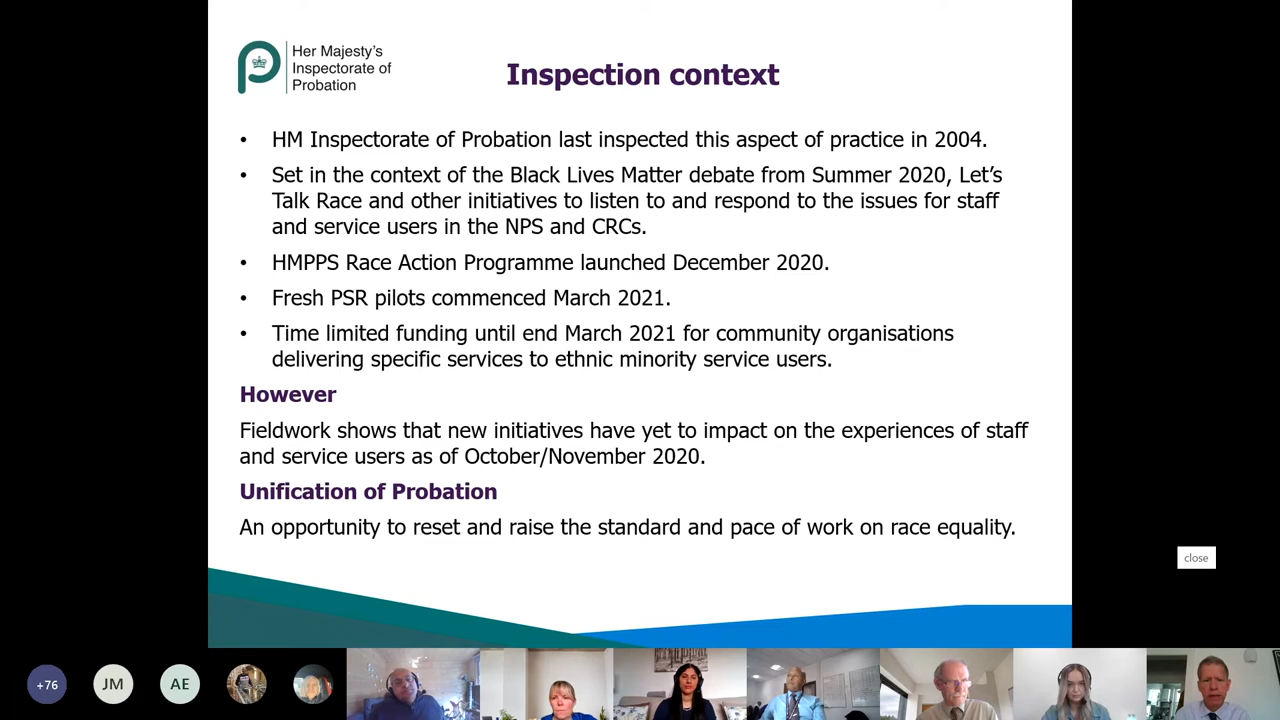 Her Majesty's
Inspectorate of
Probation
Inspection context
• HM Inspectorate of Probation last inspected this aspect of practice in 2004.
• Set in the context of the Black Lives Matter debate from Summer 2020, Let's
Talk Race and other initiatives to listen to and respond to the issues for staff
and service users in the NPS and CRCs.
• HMPPS Race Action Programme launched December 2020.
• Fresh PSR pilots commenced March 2021.
• Time limited funding until end March 2021 for community organisations
delivering specific services to ethnic minority service users.
However
Fieldwork shows that new initiatives have yet to impact on the experiences of staff
and service users as of October/November 2020.
Unification of Probation
An opportunity to reset and raise the standard and pace of work on race equality.
close
+76
JM
AE